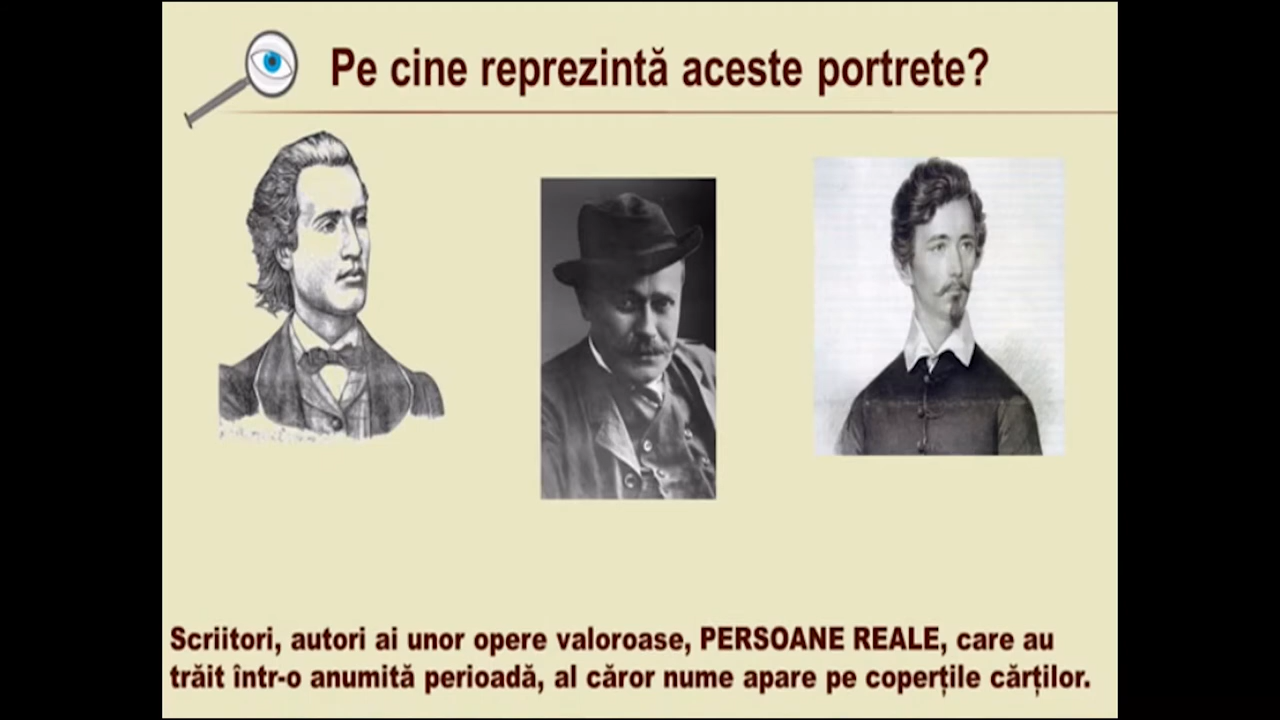 Pe cine reprezintă aceste portrete?
Scriitori, autori ai unor opere valoroase, PERSOANE REALE, care au
trăit într-o anumită perioadă, al căror nume apare pe coperțile cărților.